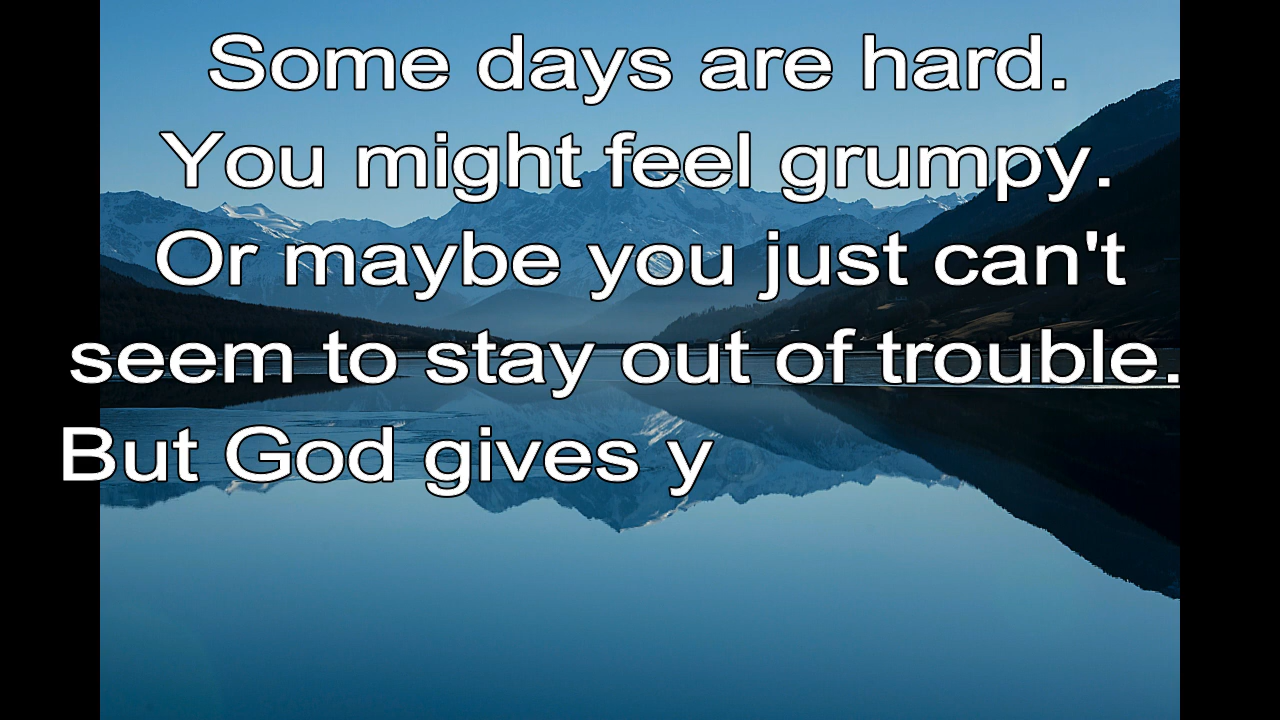 Some days are hard.
You might feel grumpy.
Or maybe you just can't
seem to stay out of trouble.
But God gives y